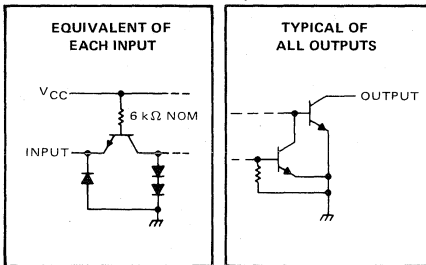 EQUIVALENT OF
EACH INPUT
VCC
6 kΩ NOM
INPUT
TYPICAL OF
ALL OUTPUTS
OUTPUT